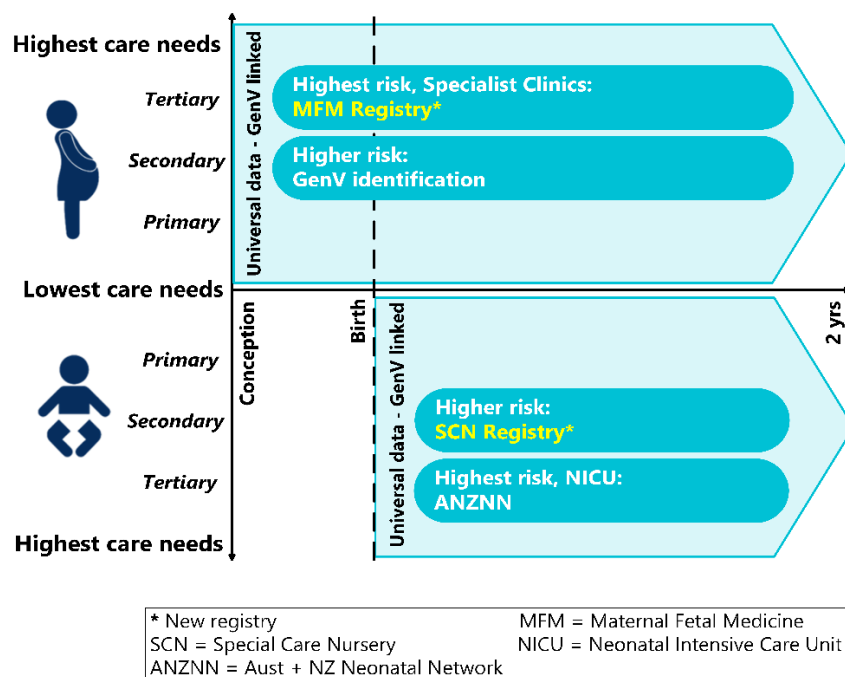 Highest care needs
Tertiary
Secondary
Primary
Lowest care needs
Universal data - GenV linked
Highest risk, Specialist Clinics:
MFM Registry*
Higher risk:
GenV identification
Conception
Birth
2 yrs
Primary
Secondary
Tertiary
Highest care needs
Universal data - GenV linked
Higher risk:
SCN Registry*
Highest risk, NICU:
ANZNN
* New registry
SCN = Special Care Nursery
ANZNN = Aust + NZ Neonatal Network
MFM = Maternal Fetal Medicine
NICU = Neonatal Intensive Care Unit